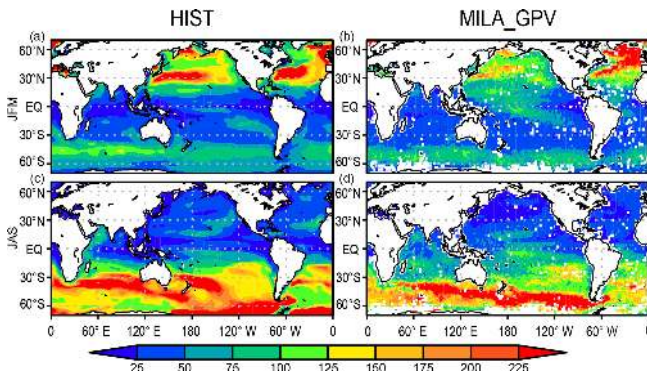 HIST MILA_GPV
(a) (b)
60°N 60°N
30°N 30°N
JFM EQ EQ
30°S 30°S
60°S 60°S
(c) (d)
60°N 60°N
30°N 30°N
JAS EQ EQ
30°S 30°S
60°S 60°S
0 60°E 120°E 180 120°W 60°W 0 60°E 120°E 180 120°W 60°W 0
25 50 75 100 125 150 175 200 225